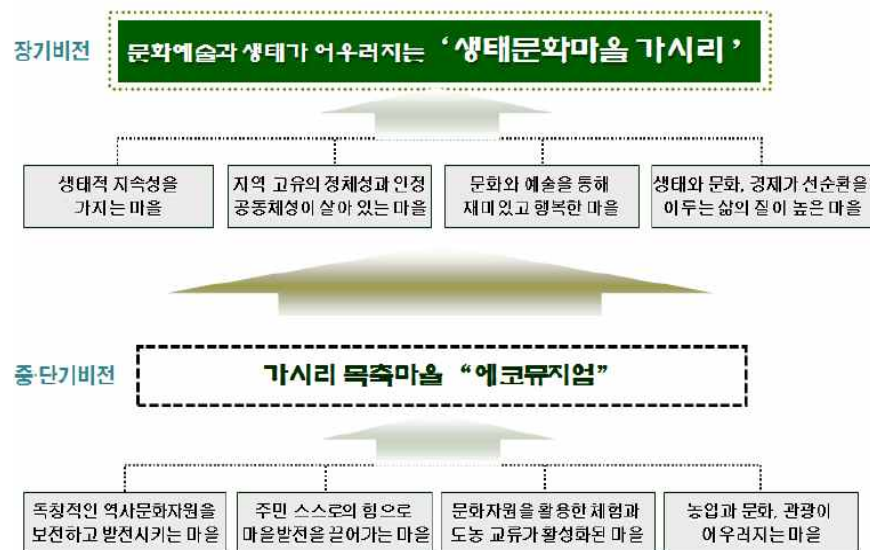 장기비전
문화예술과 생태가 어우러지는 ‘생태문화마을 가시리’
생태적 지속성을
가지는 마을
지역 고유의 정체성과 인정
공동체성이 살아 있는 마을
문화와 예술을 통해
재미있고 행복한 마을
생태와 문화, 경제가 선순환을
이루는 삶의 질이 높은 마을
중·단기비전
가시리 목축마을 “에코뮤지엄”
독창적인 역사문화자원을
보전하고 발전시키는 마을
주민 스스로의 힘으로
마을발전을 끌어가는 마을
문화자원을 활용한 체험과
도농 교류가 활성화된 마을
농업과 문화, 관광이
어우러지는 마을